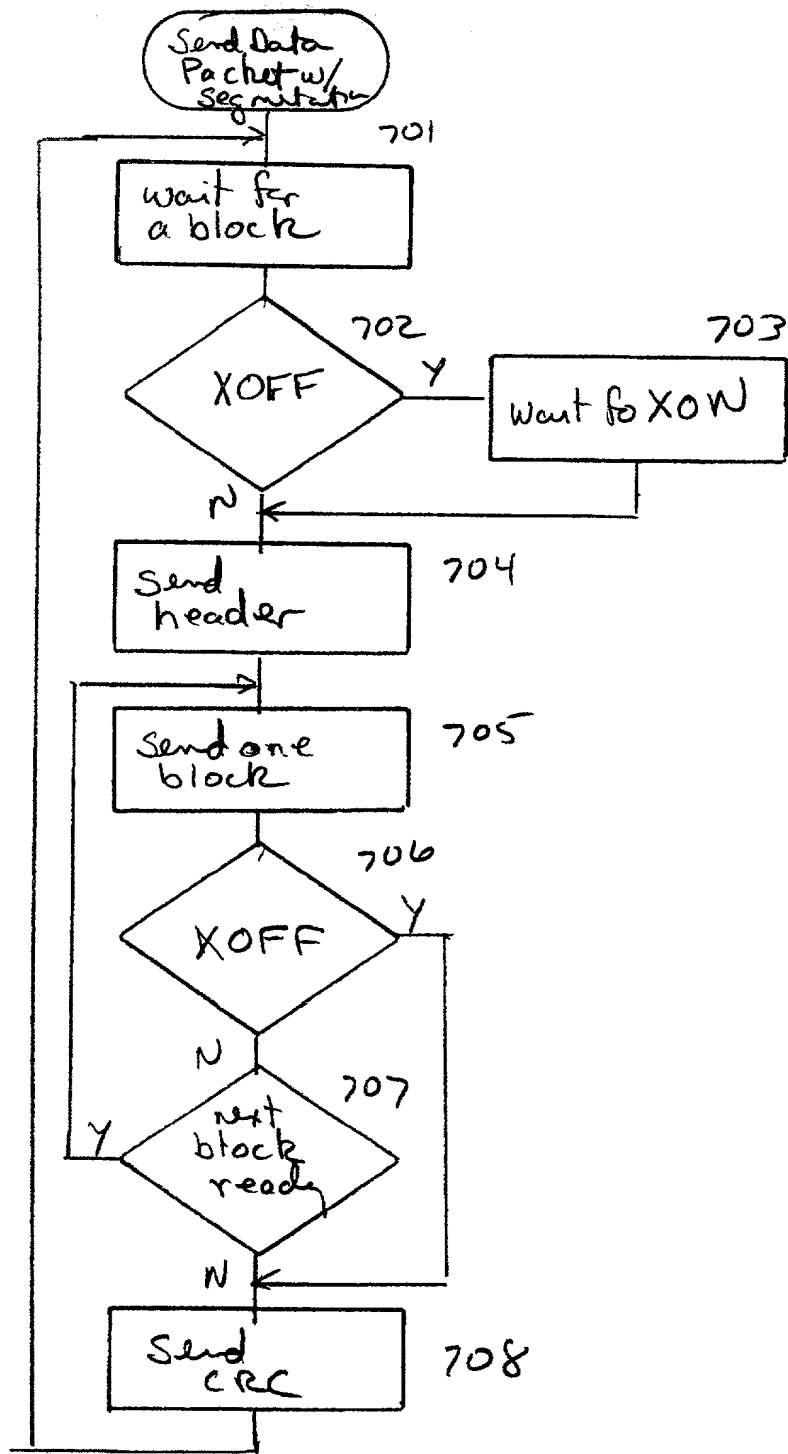 Send Data
Packet w/
Segmentation
701
wait for
a block
702
XOFF
Y
703
wait fo XON
N
704
Send
header
705
Send one
block
706
XOFF
Y
N
707
next
block
ready
Y
N
Send
CRC
708